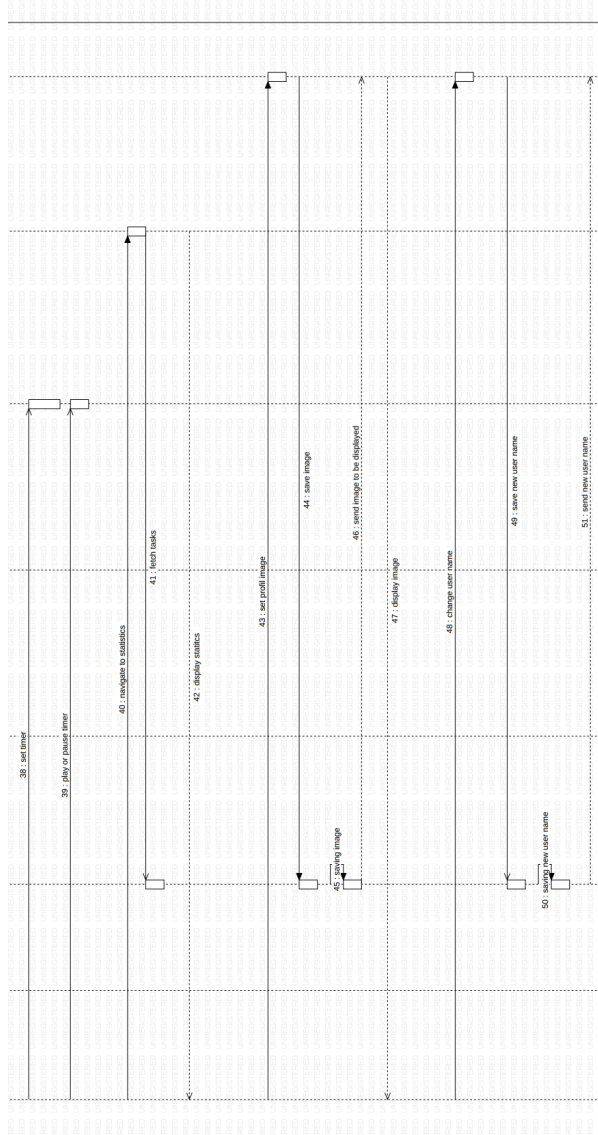 38 : set timer
39 : play or pause timer
40 : navigate to statistics
41 : fetch tasks
42 : display statitcs
43 : set profil image
44 : save image
45 : saving image
46 : send image to be displayed
47 : display image
48 : change user name
49 : save new user name
50 : saving new user name
51 : send new user name